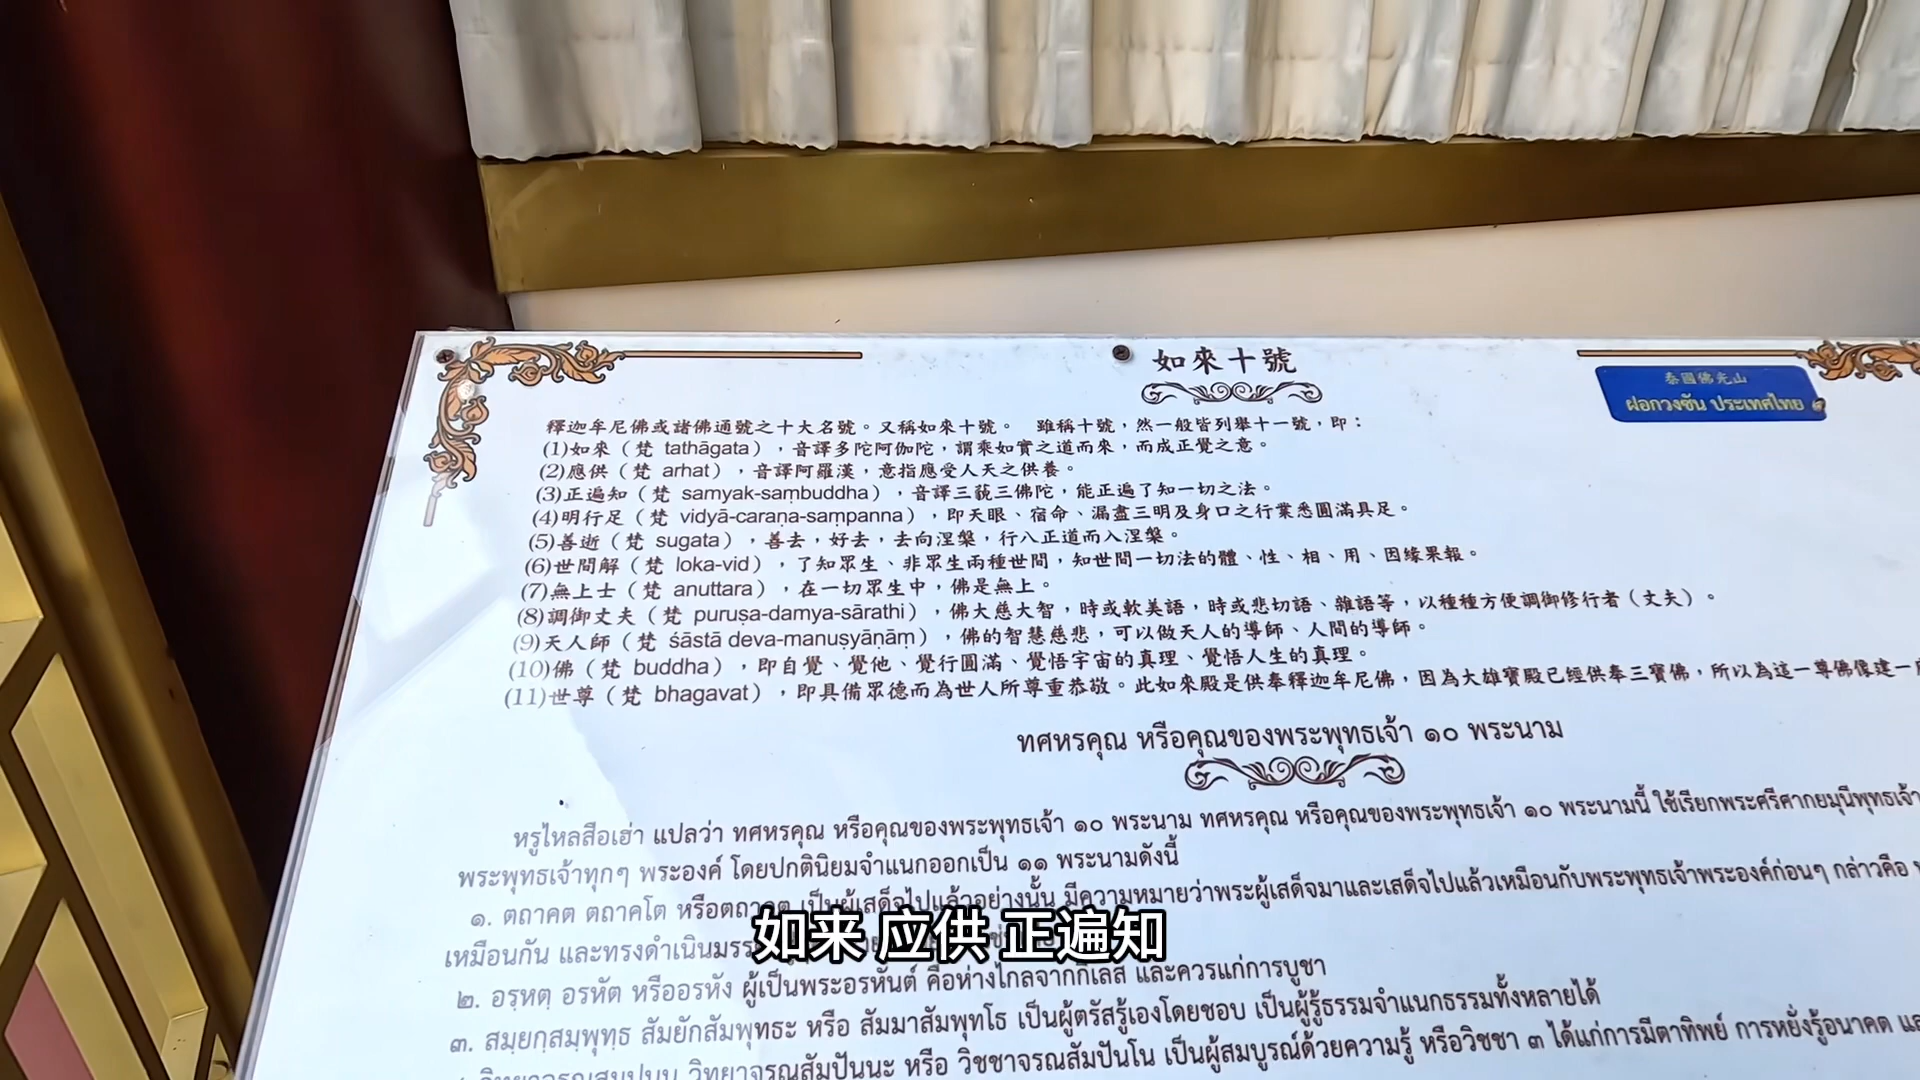 如來十號
泰國佛光山
ฝอกวงซัน ประเทศไทย
釋迦牟尼佛或諸佛通號之十大名號。又稱如來十號。 雖稱十號，然一般皆列舉十一號，即：
(1)如來（梵 tathāgata），音譯多陀阿伽陀，謂乘如實之道而來，而成正覺之意。
(2)應供（梵 arhat），音譯阿羅漢，意指應受人天之供養。
(3)正遍知（梵 samyak-saṃbuddha），音譯三藐三佛陀，能正遍了知一切之法。
(4)明行足（梵 vidyā-caraṇa-saṃpanna），即天眼、宿命、漏盡三明及身口之行業悉圓滿具足。
(5)善逝（梵 sugata），善去，好去，去向涅槃，行八正道而入涅槃。
(6)世間解（梵 loka-vid），了知眾生、非眾生兩種世間，知世間一切法的體、性、相、用、因緣果報。
(7)無上士（梵 anuttara），在一切眾生中，佛是無上。
(8)調御丈夫（梵 puruṣa-damya-sārathi），佛大慈大智，時或軟美語，時或悲切語、雜語等，以種種方便調御修行者（丈夫）。
(9)天人師（梵 śāstā deva-manuṣyāṇāṃ），佛的智慧慈悲，可以做天人的導師、人間的導師。
(10)佛（梵 buddha），即自覺、覺他、覺行圓滿、覺悟宇宙的真理、覺悟人生的真理。
(11)世尊（梵 bhagavat），即具備眾德而為世人所尊重恭敬。此如來殿是供奉釋迦牟尼佛，因為大雄寶殿已經供奉三寶佛，所以為這一尊佛像建一
ทศหรคุณ หรือคุณของพระพุทธเจ้า ๑๐ พระนาม
หรูไหลสือเฮ่า แปลว่า ทศหรคุณ หรือคุณของพระพุทธเจ้า ๑๐ พระนาม ทศหรคุณ หรือคุณของพระพุทธเจ้า ๑๐ พระนามนี้ ใช้เรียกพระศรีศากยมุนีพุทธเจ้า
พระพุทธเจ้าทุกๆ พระองค์ โดยปกตินิยมจำแนกออกเป็น ๑๑ พระนามดังนี้
๑. ตถาคต ตถาคโต หรือตถาคต เป็นผู้เสด็จไปแล้วอย่างนั้น มีความหมายว่าพระผู้เสด็จมาและเสด็จไปแล้วเหมือนกับพระพุทธเจ้าพระองค์ก่อนๆ กล่าวคือ
เหมือนกัน และทรงดำเนินมรร
如来 应供 正遍知
๒. อรฺหตฺ อรหัต หรืออรหัง ผู้เป็นพระอรหันต์ คือห่างไกลจากกิเลส และควรแก่การบูชา
๓. สมฺยกฺสมฺพุทฺธ สัมยักสัมพุทธะ หรือ สัมมาสัมพุทโธ เป็นผู้ตรัสรู้เองโดยชอบ เป็นผู้รู้ธรรมจำแนกธรรมทั้งหลายได้
วิทยาจรณสัมปันนะ หรือ วิชชาจรณสัมปันโน เป็นผู้สมบูรณ์ด้วยความรู้ หรือวิชชา ๓ ได้แก่การมีตาทิพย์ การหยั่งรู้อนาคต